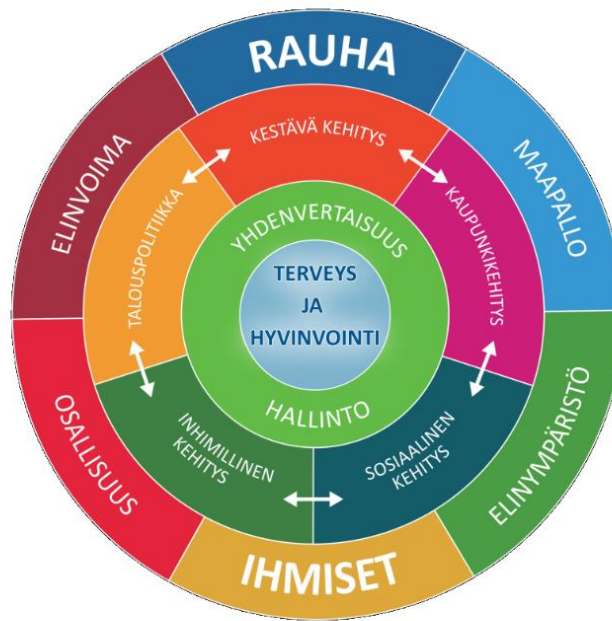 RAUHA
MAAPALLO
ELINYMPÄRISTÖ
IHMISET
OSALLISUUS
ELINVOIMA
KESTÄVÄ KEHITYS
KAUPUNKIKEHITYS
SOSIAALINEN
KEHITYS
INHIMILLINEN
KEHITYS
TALOUSPOLITIIKKA
YHDENVERTAISUUS
HALLINTO
TERVEYS
JA
HYVINVOINTI